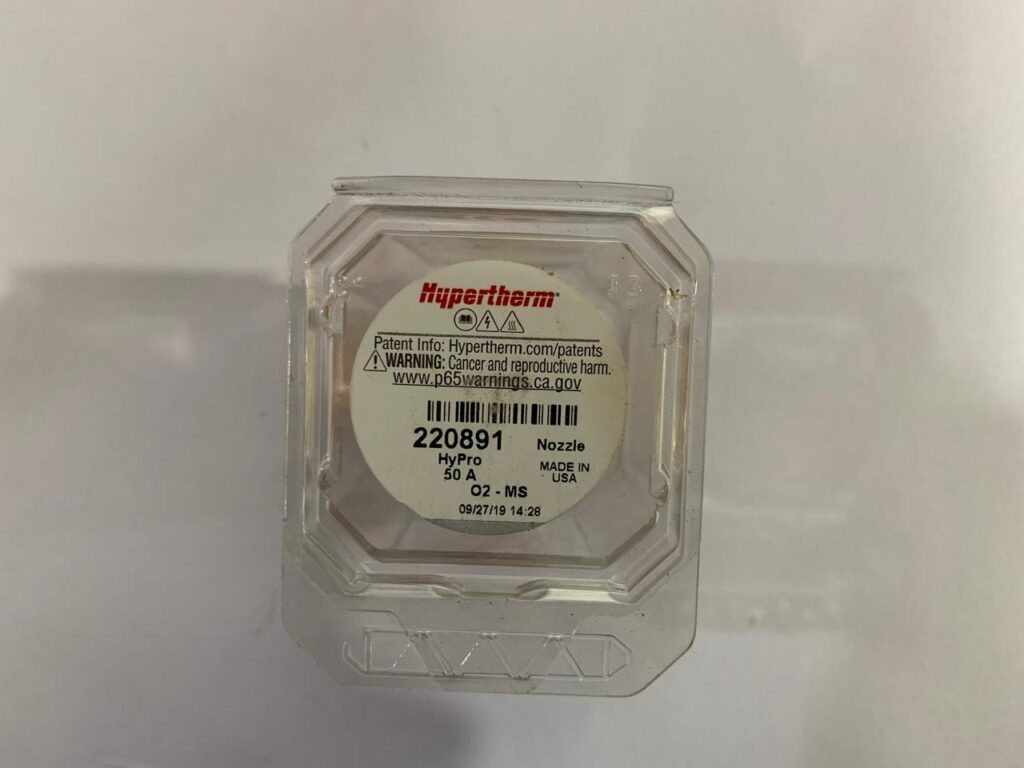 Hypertherm
Patent Info: Hypertherm.com/patents
WARNING: Cancer and reproductive harm.
www.p65warnings.ca.gov
220891 Nozzle
HyPro MADE IN
50 A USA
O2 - MS
09/27/19 14:28